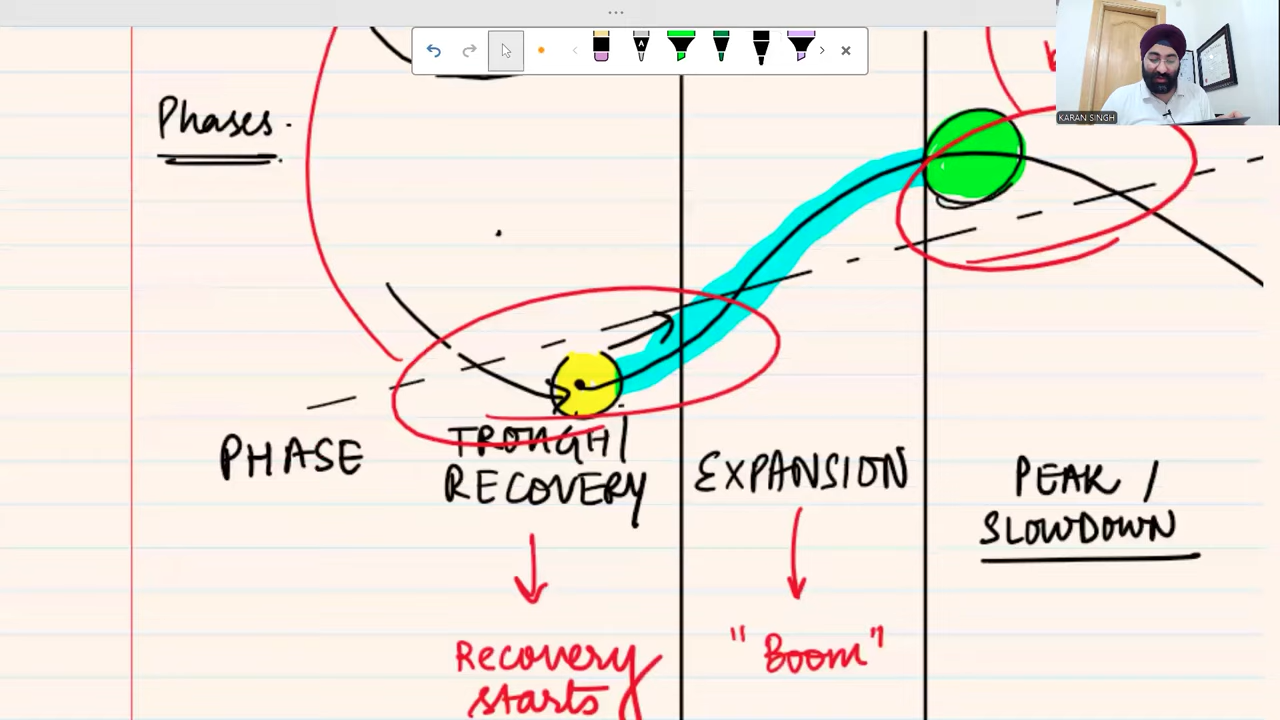 KARAN SINGH
Phases.
PHASE
TROUGH/
RECOVERY
EXPANSION
PEAK /
SLOWDOWN
Recovery
starts
"Boom"